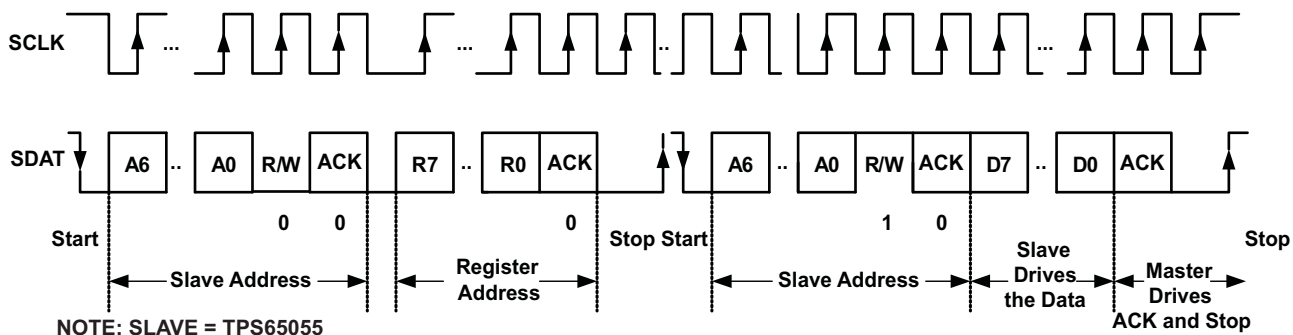 SCLK ... ... .. ...
SDAT A6 .. A0 R/W ACK R7 .. R0 ACK A6 .. A0 R/W ACK D7 .. D0 ACK
0 0 0 1 0
Start Stop Start Stop
Slave Address
Register
Address
Slave Address
Slave
Drives
the Data
Master
Drives
ACK and Stop
NOTE: SLAVE = TPS65055